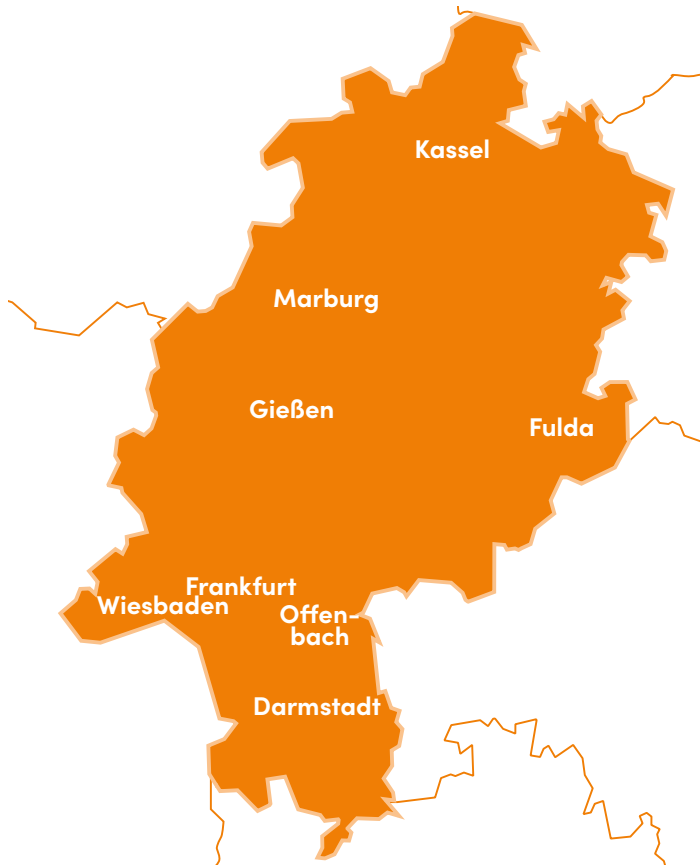 Kassel
Marburg
Gießen
Fulda
Frankfurt
Wiesbaden
Offen-
bach
Darmstadt